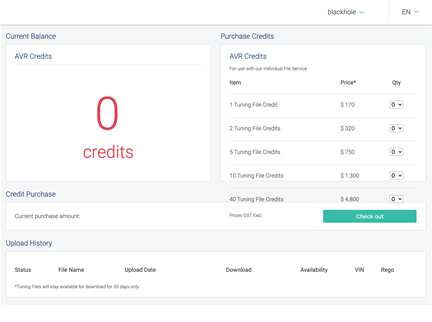 blackhole
EN
Current Balance
Purchase Credits
AVR Credits
0
credits
AVR Credits
For use with our Individual File Service
Item Price* Qty
1 Tuning File Credit $ 170 0
2 Tuning File Credits $ 320 0
5 Tuning File Credits $ 750 0
10 Tuning File Credits $ 1.300 0
40 Tuning File Credits $ 4.800 0
Credit Purchase
Current purchase amount:
Prices GST Excl
Check out
Upload History
Status File Name Upload Date Download Availability VIN Rego
*Tuning Files will stay available for download for 50 days only